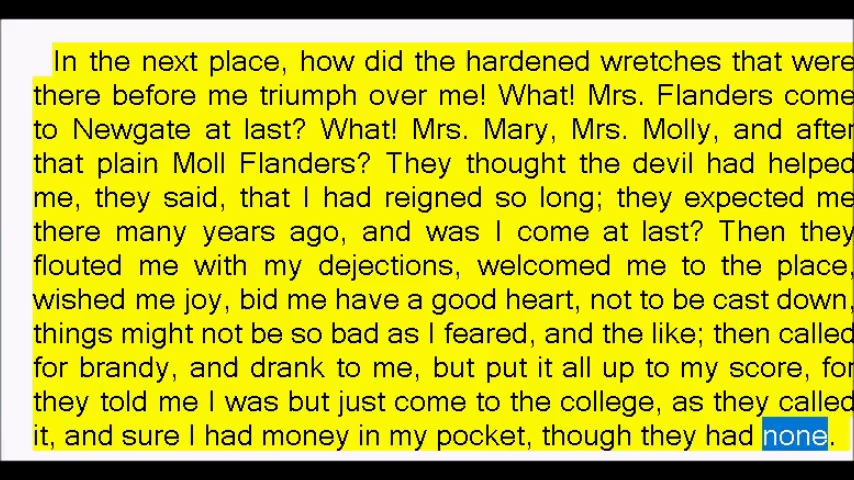 In the next place, how did the hardened wretches that were
there before me triumph over me! What! Mrs. Flanders come
to Newgate at last? What! Mrs. Mary, Mrs. Molly, and after
that plain Moll Flanders? They thought the devil had helped
me, they said, that I had reigned so long; they expected me
there many years ago, and was I come at last? Then they
flouted me with my dejections, welcomed me to the place,
wished me joy, bid me have a good heart, not to be cast down,
things might not be so bad as I feared, and the like; then called
for brandy, and drank to me, but put it all up to my score, for
they told me I was but just come to the college, as they called
it, and sure I had money in my pocket, though they had none.